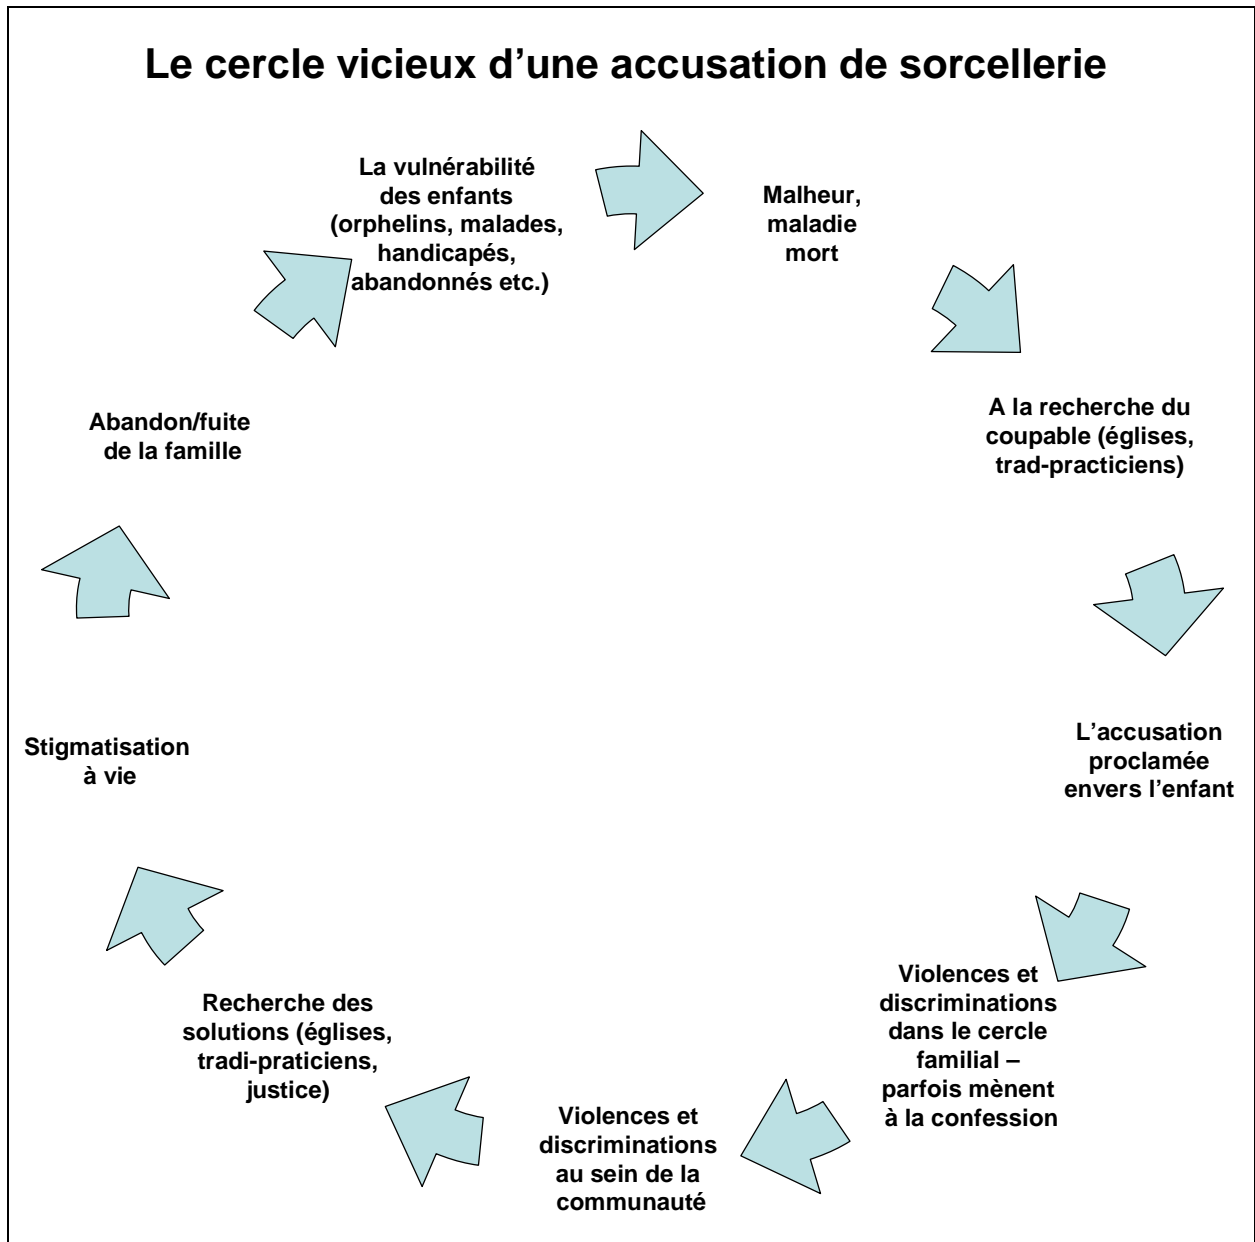 Le cercle vicieux d’une accusation de sorcellerie
La vulnérabilité
des enfants
(orphelins, malades,
handicapés,
abandonnés etc.)
Malheur,
maladie
mort
A la recherche du
coupable (églises,
trad-practiciens)
L’accusation
proclamée
envers l’enfant
Violences et
discriminations
dans le cercle
familial –
parfois mènent
à la confession
Violences et
discriminations
au sein de la
communauté
Recherche des
solutions (églises,
tradi-praticiens,
justice)
Stigmatisation
à vie
Abandon/fuite
de la famille